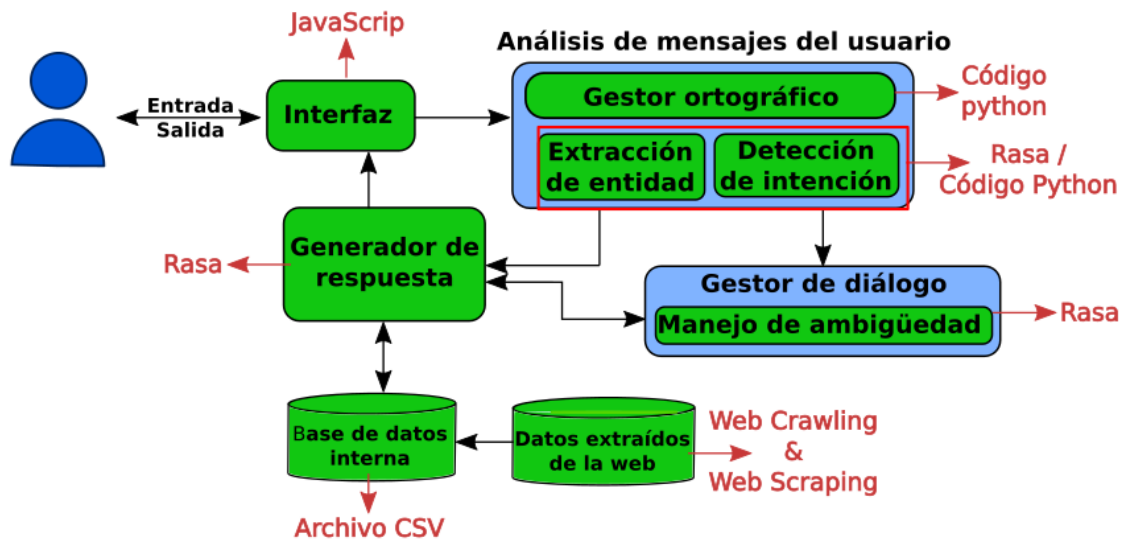 JavaScrip
Análisis de mensajes del usuario
Entrada
Salida
Interfaz
Gestor ortográfico
Código
python
Extracción
de entidad
Detección
de intención
Rasa /
Código Python
Rasa
Generador de
respuesta
Gestor de diálogo
Manejo de ambigüedad
Rasa
Base de datos
interna
Datos extraídos
de la web
Web Crawling
&
Web Scraping
Archivo CSV